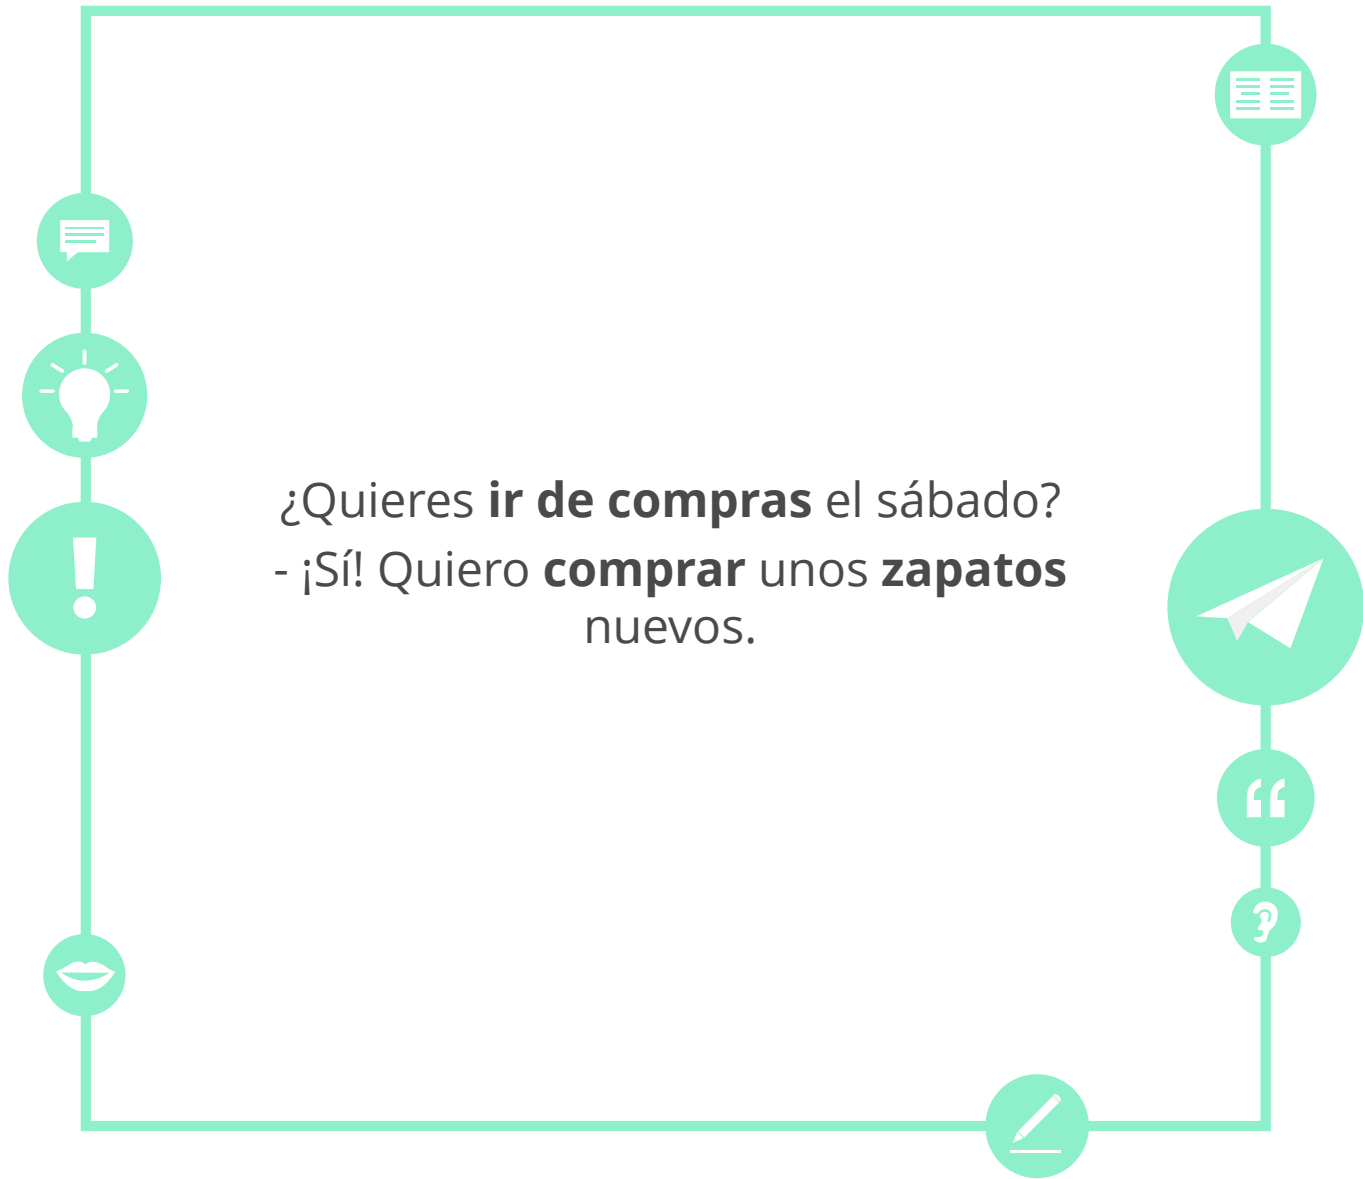 ¿Quieres ir de compras el sábado?
- ¡Sí! Quiero comprar unos zapatos
nuevos.